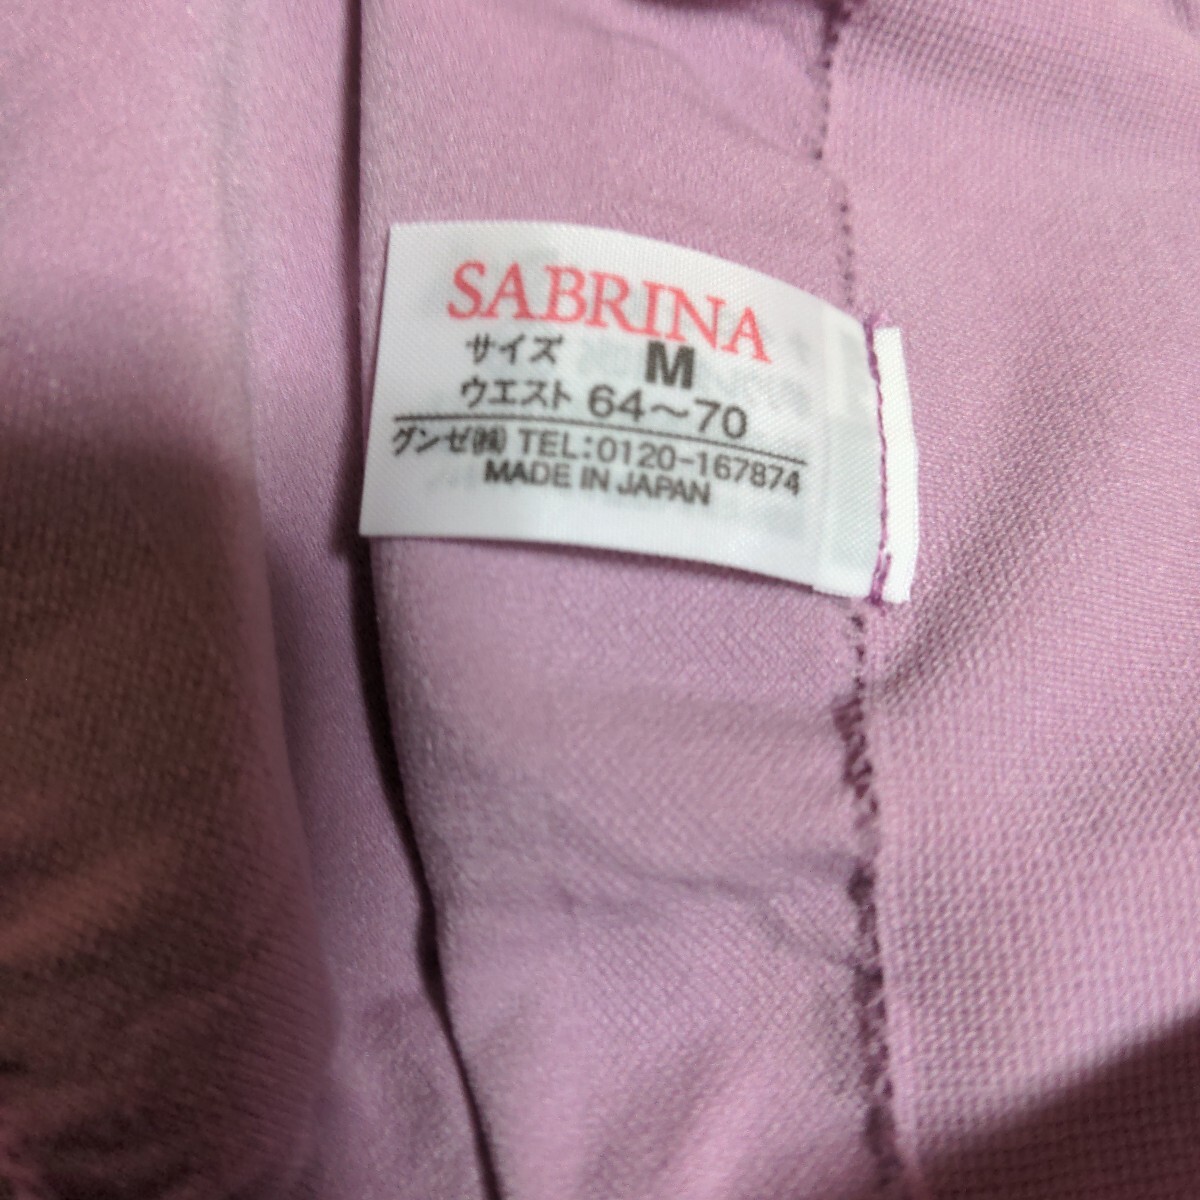 SABRINA
サイズ M
ウエスト 64〜70
グンゼ㈱ TEL:0120-167874
MADE IN JAPAN